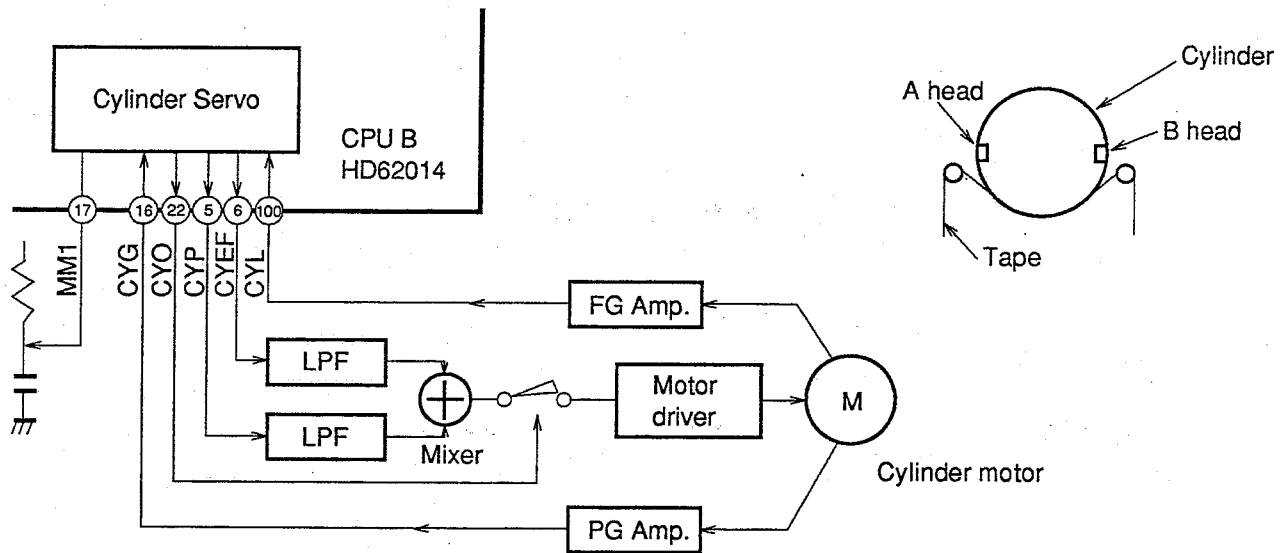 Cylinder Servo
CPU B
HD62014
17
16
22
5
6
100
MM1
CYG
CYO
CYP
CYEF
CYL
FG Amp.
LPF
LPF
Mixer
Motor
driver
M
Cylinder motor
PG Amp.
Cylinder
A head
B head
Tape